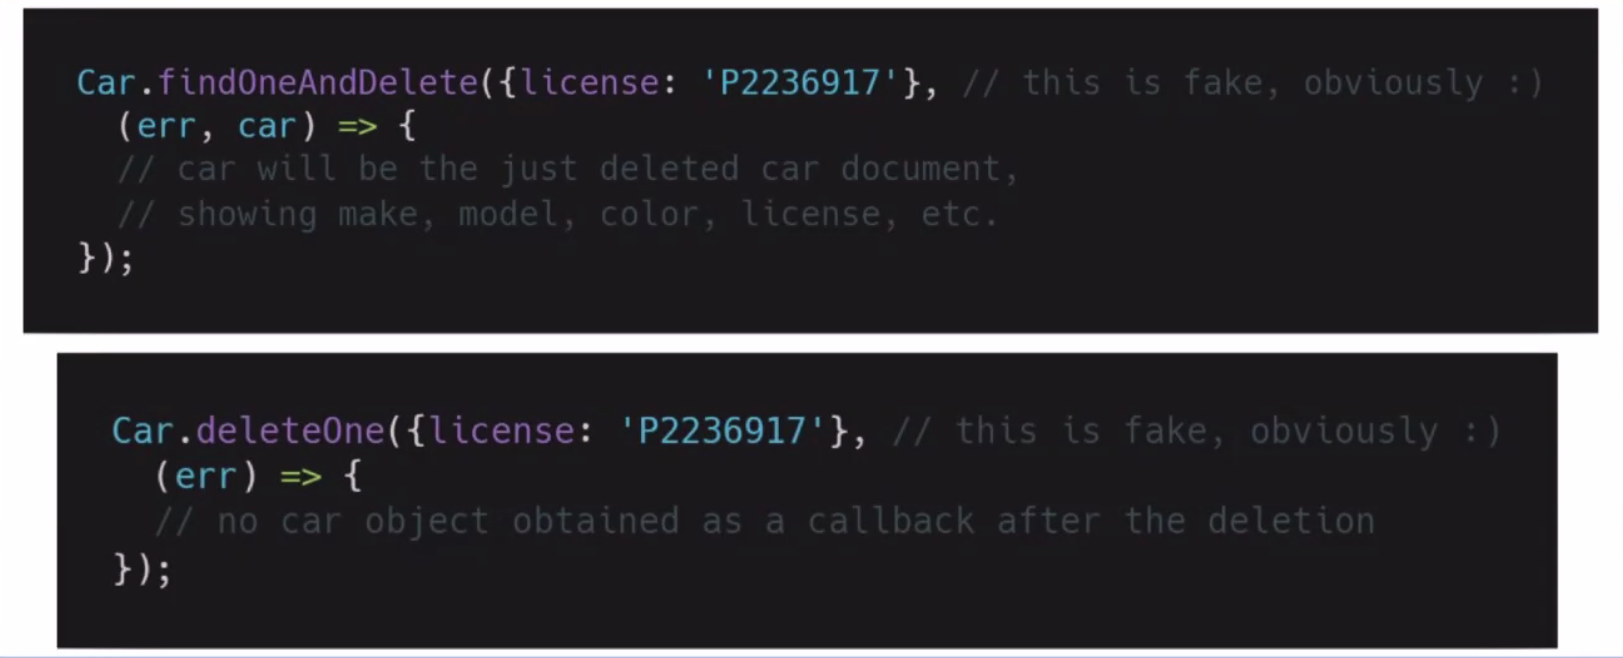 Car.findOneAndDelete({license: 'P2236917'}, // this is fake, obviously :)
(err, car) => {
// car will be the just deleted car document,
// showing make, model, color, license, etc.
});
Car.deleteOne({license: 'P2236917'}, // this is fake, obviously :)
(err) => {
// no car object obtained as a callback after the deletion
});